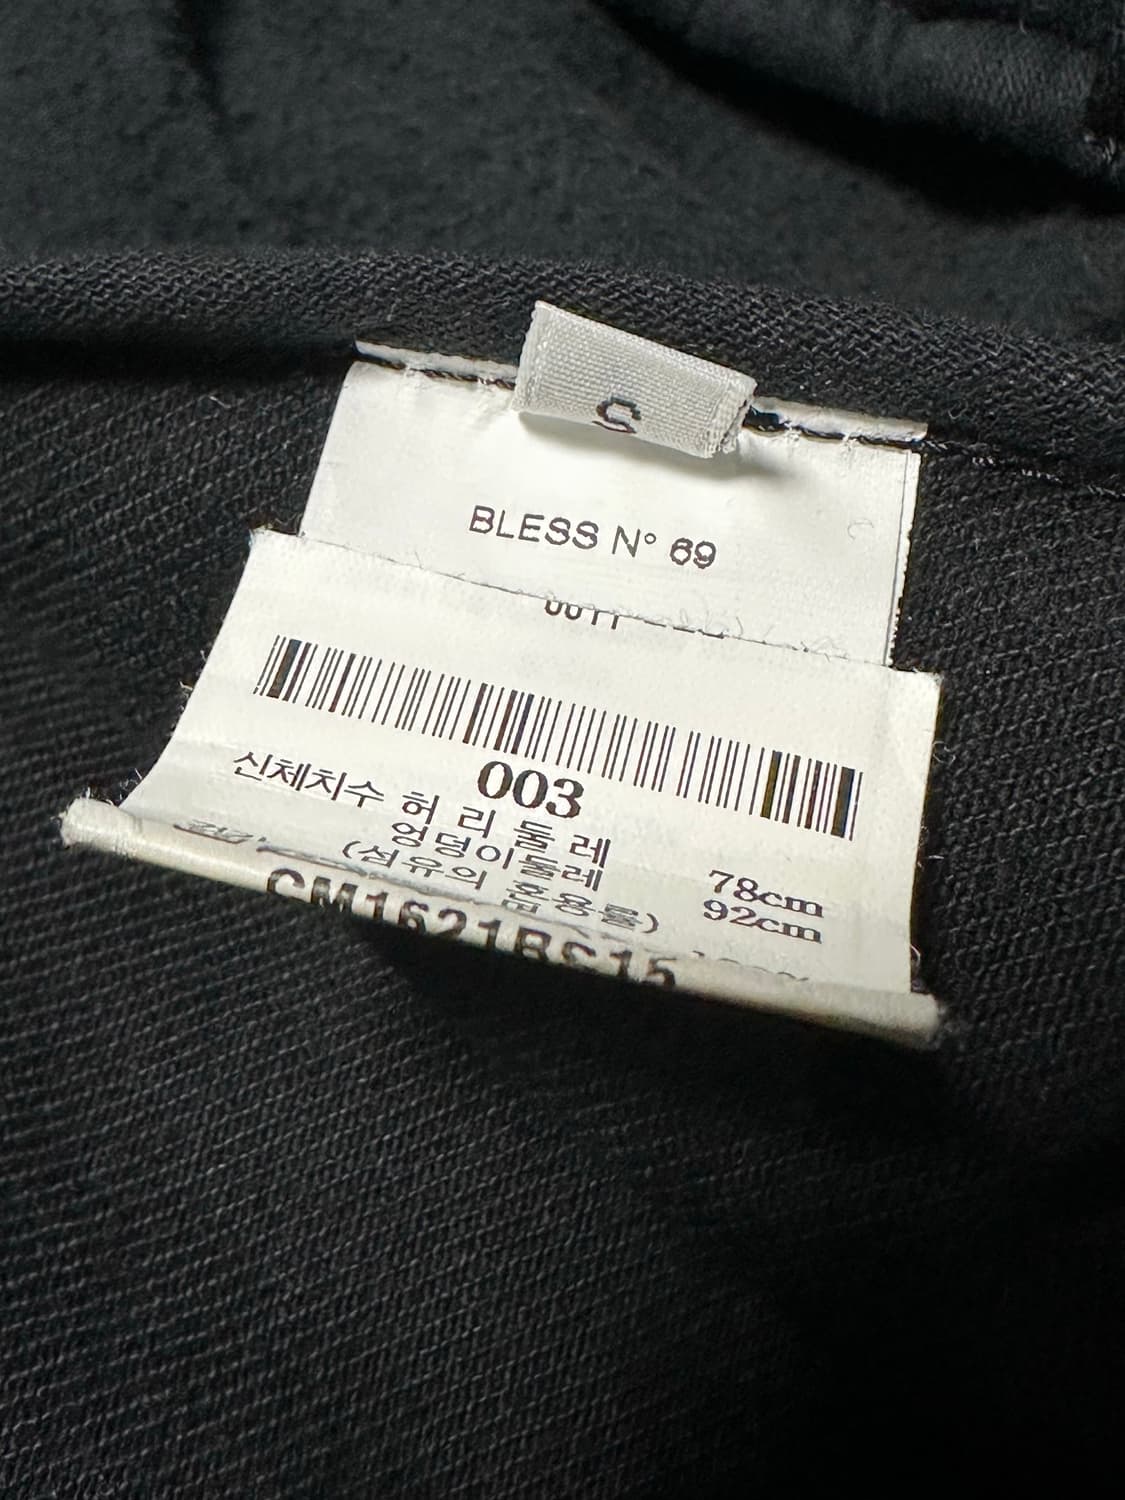 S
BLESS N° 69
003
신체치수 허 리 둘 레 78cm
엉덩이둘레 92cm
(섬유의 혼용률)